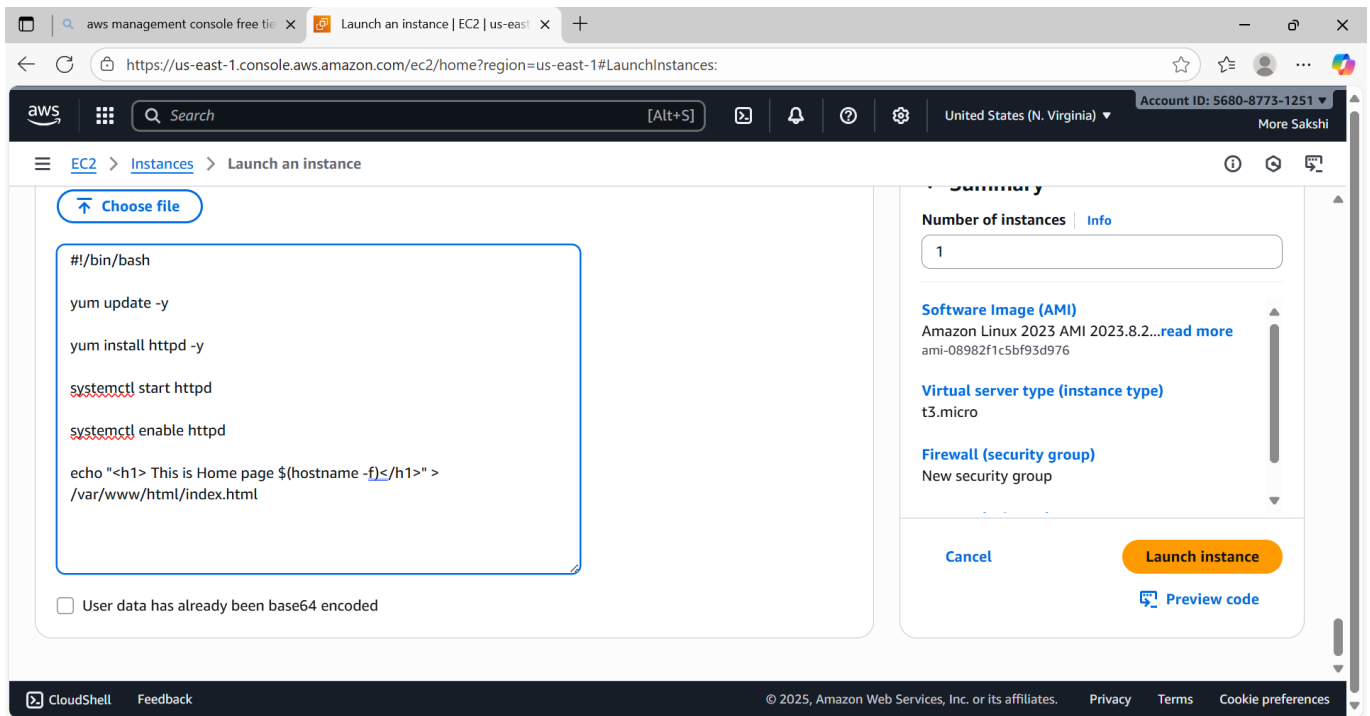 aws management console free tie
Launch an instance | EC2 | us-east
https://us-east-1.console.aws.amazon.com/ec2/home?region=us-east-1#LaunchInstances:
aws
Search
[Alt+S]
United States (N. Virginia)
Account ID: 5680-8773-1251
More Sakshi
EC2 > Instances > Launch an instance
Choose file
#!/bin/bash
yum update -y
yum install httpd -y
systemctl start httpd
systemctl enable httpd
echo "<h1> This is Home page $(hostname -f)</h1>" >
/var/www/html/index.html
User data has already been base64 encoded
Summary
Number of instances
Info
1
Software Image (AMI)
Amazon Linux 2023 AMI 2023.8.2...read more
ami-08982f1c5bf93d976
Virtual server type (instance type)
t3.micro
Firewall (security group)
New security group
Cancel
Launch instance
Preview code
CloudShell
Feedback
© 2025, Amazon Web Services, Inc. or its affiliates.
Privacy
Terms
Cookie preferences